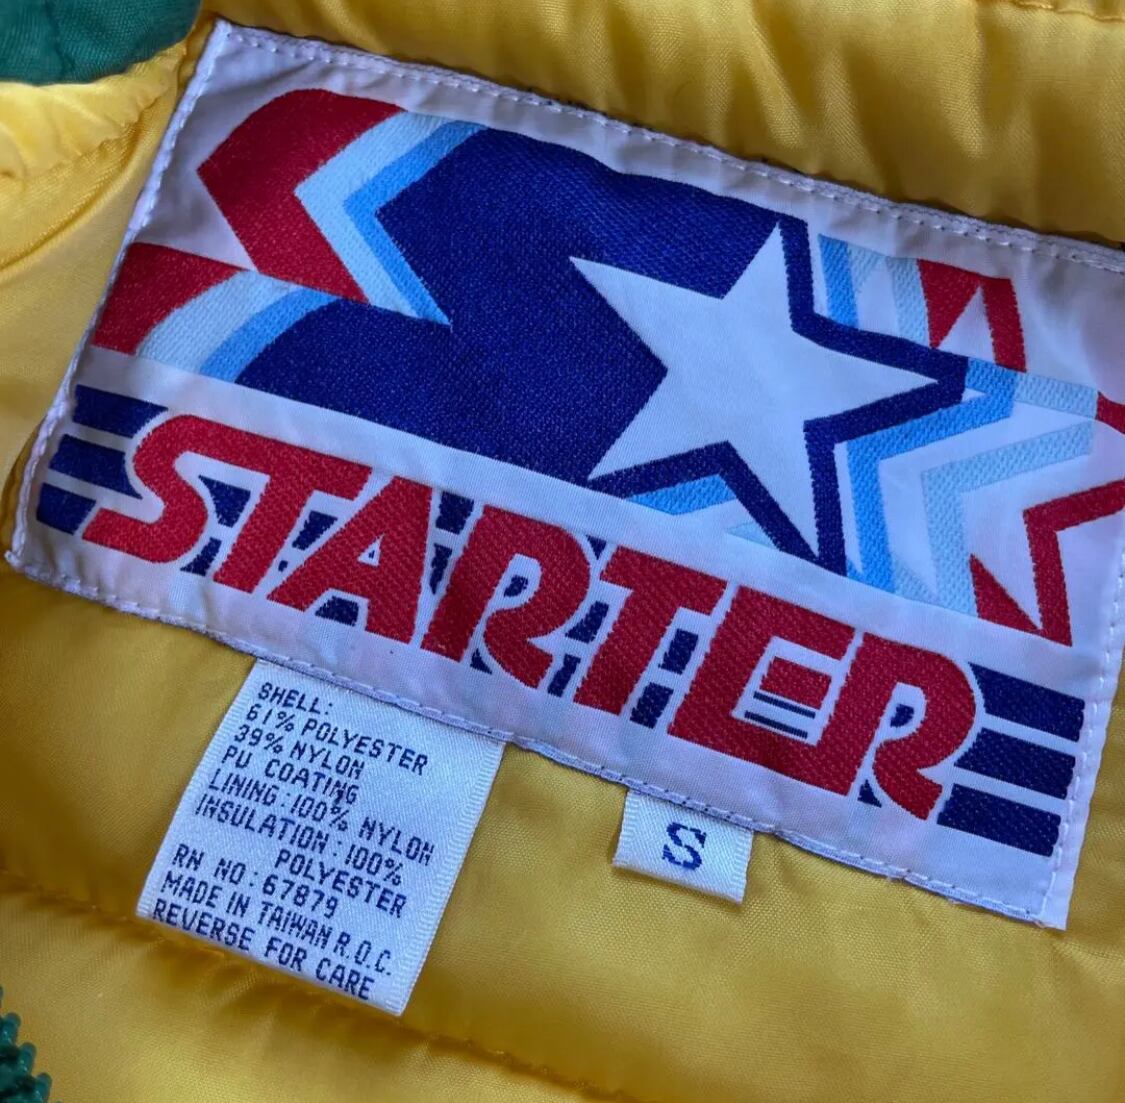 STARTER
SHELL:
61% POLYESTER
39% NYLON
PU COATING
LINING:100% NYLON
INSULATION:100%
POLYESTER
RN NO:67879
MADE IN TAIWAN R.O.C.
REVERSE FOR CARE
S